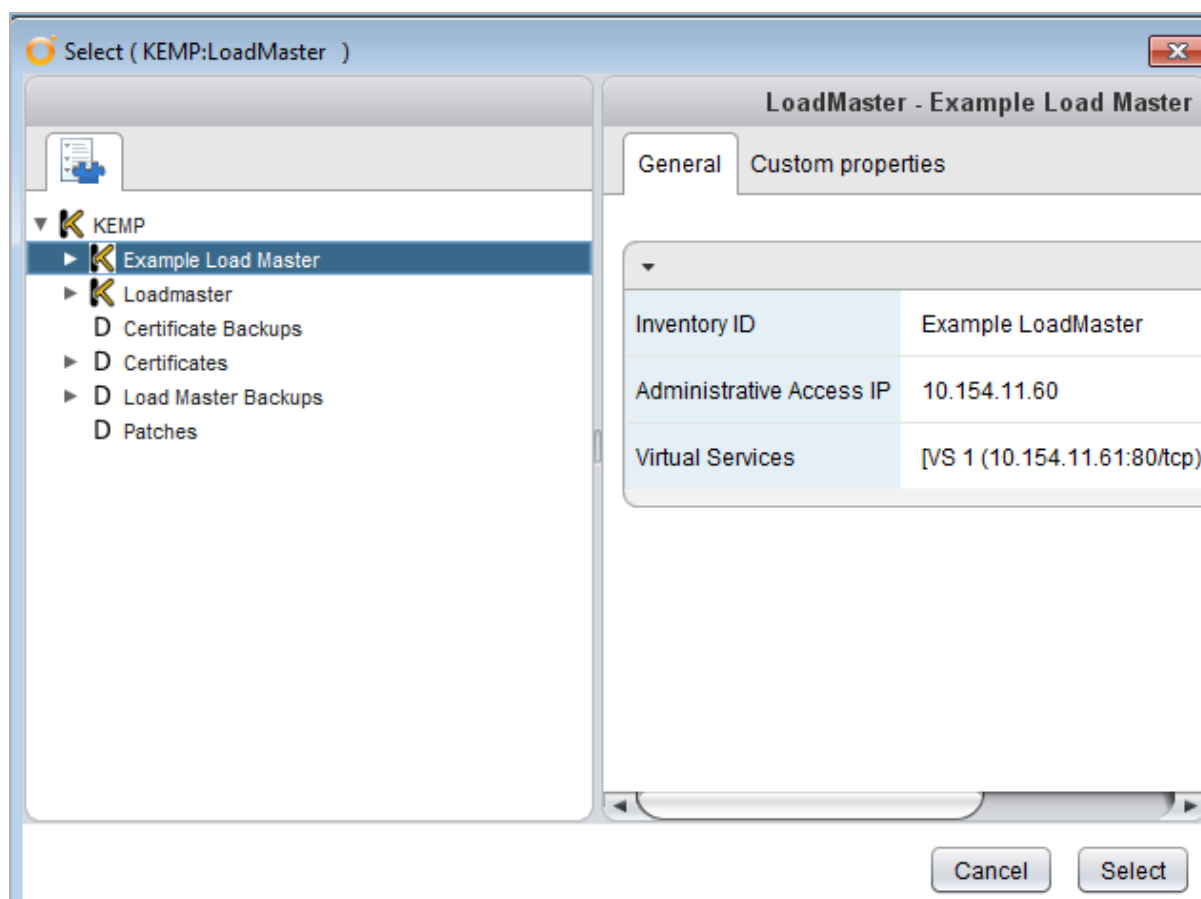 Select ( KEMP:LoadMaster )
LoadMaster - Example Load Master
General Custom properties
KEMP
Example Load Master
Loadmaster
D Certificate Backups
D Certificates
D Load Master Backups
D Patches
Inventory ID Example LoadMaster
Administrative Access IP 10.154.11.60
Virtual Services [VS 1 (10.154.11.61:80/tcp)
Cancel Select